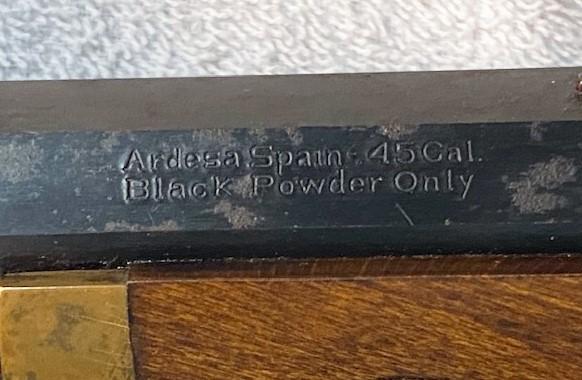 Ardesa Spain - 45 Cal.
Black Powder Only